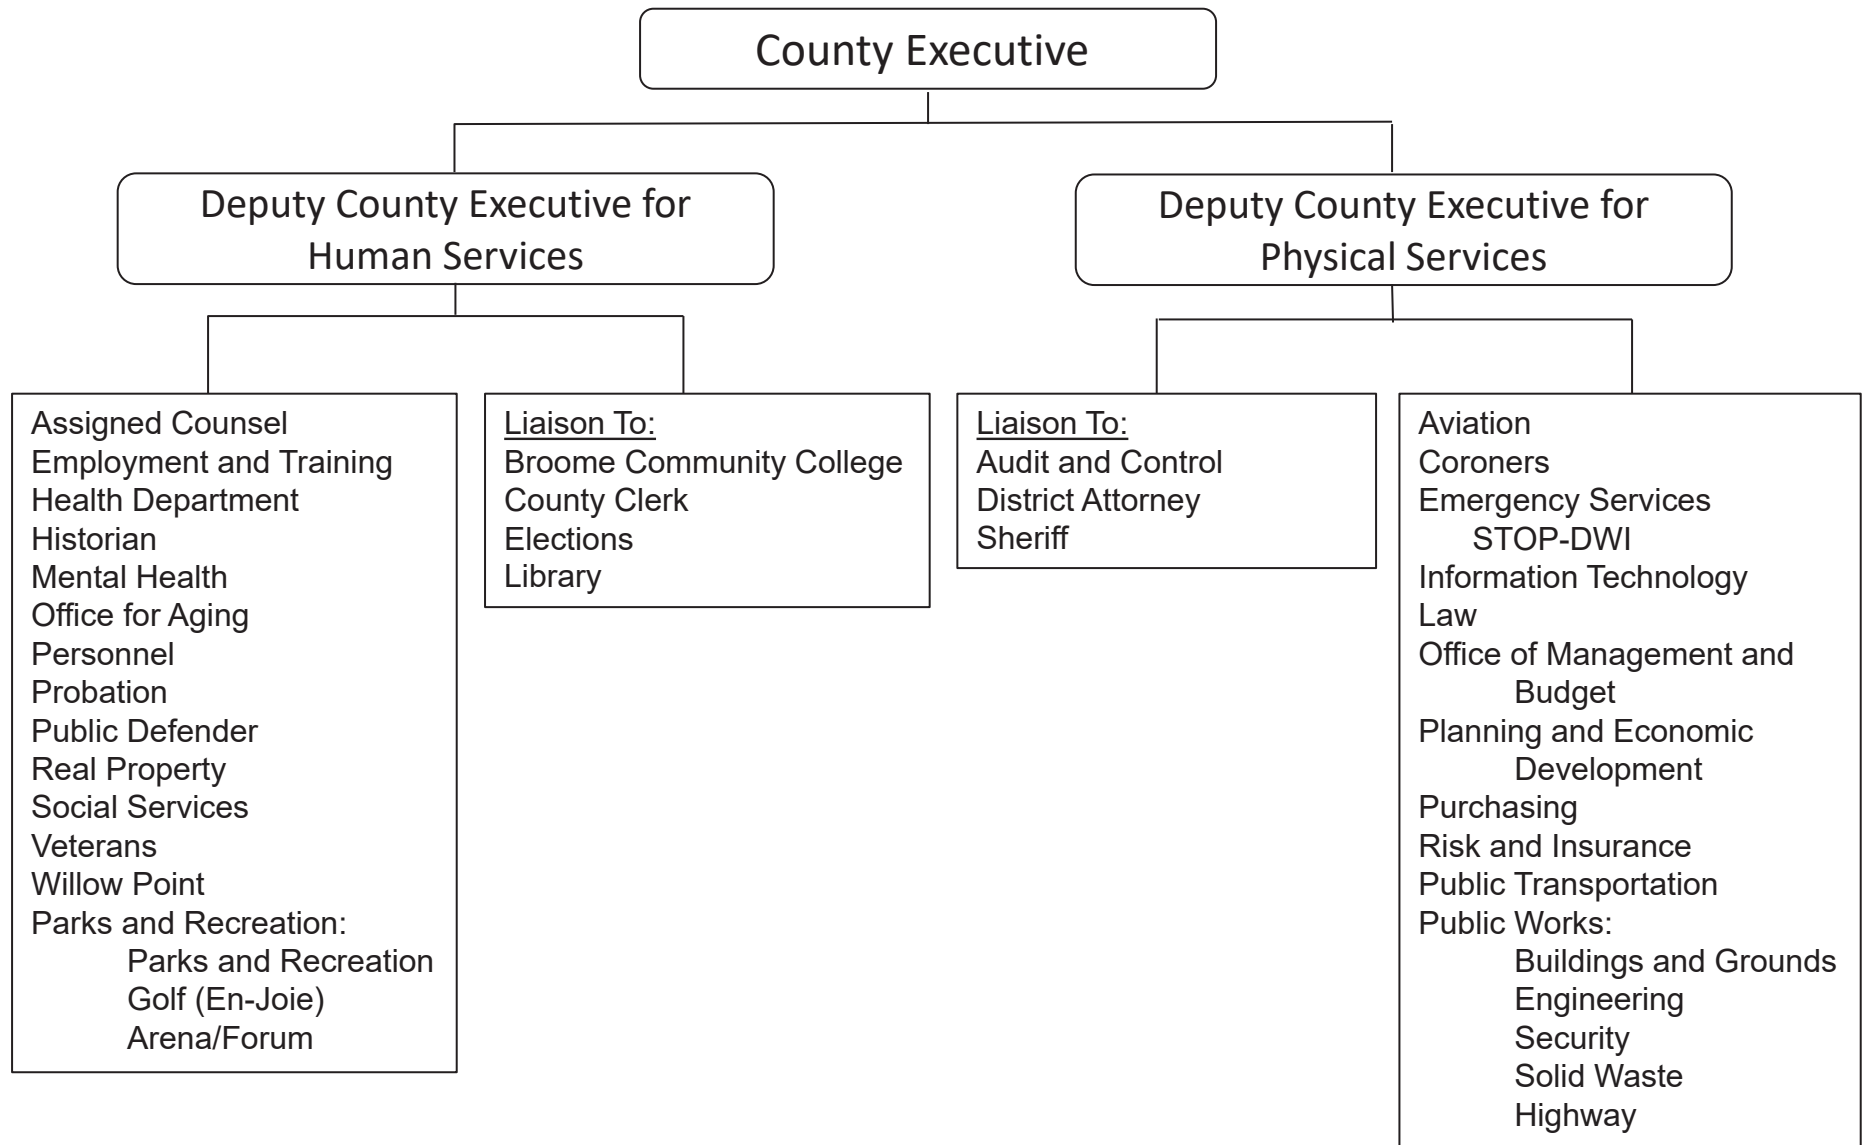 County Executive
Deputy County Executive for
Human Services
Deputy County Executive for
Physical Services
Assigned Counsel
Employment and Training
Health Department
Historian
Mental Health
Office for Aging
Personnel
Probation
Public Defender
Real Property
Social Services
Veterans
Willow Point
Parks and Recreation:
Parks and Recreation
Golf (En-Joie)
Arena/Forum
Liaison To:
Broome Community College
County Clerk
Elections
Library
Liaison To:
Audit and Control
District Attorney
Sheriff
Aviation
Coroners
Emergency Services
STOP-DWI
Information Technology
Law
Office of Management and
Budget
Planning and Economic
Development
Purchasing
Risk and Insurance
Public Transportation
Public Works:
Buildings and Grounds
Engineering
Security
Solid Waste
Highway